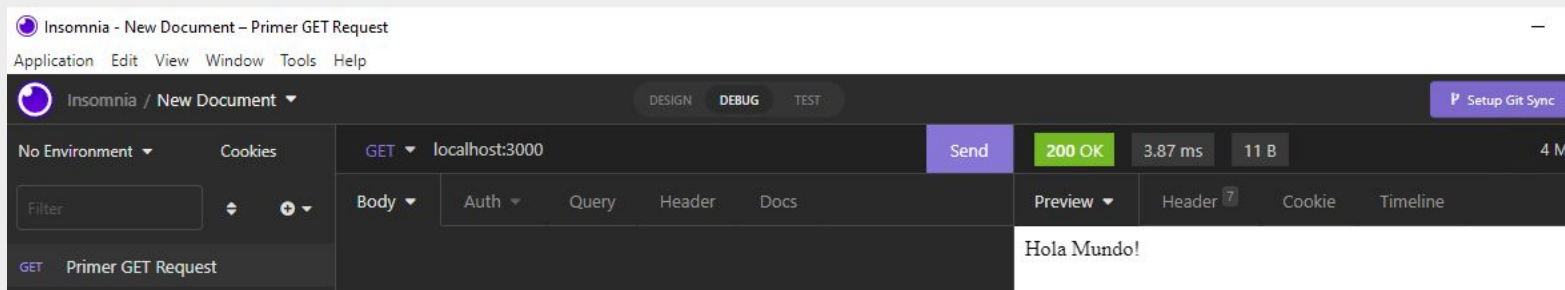 Insomnia - New Document – Primer GET Request
Application Edit View Window Tools Help
Insomnia / New Document
DESIGN DEBUG TEST
Setup Git Sync
No Environment Cookies
GET localhost:3000 Send
200 OK 3.87 ms 11 B 4 M
Filter
Body Auth Query Header Docs
Preview Header 7 Cookie Timeline
GET Primer GET Request
Hola Mundo!